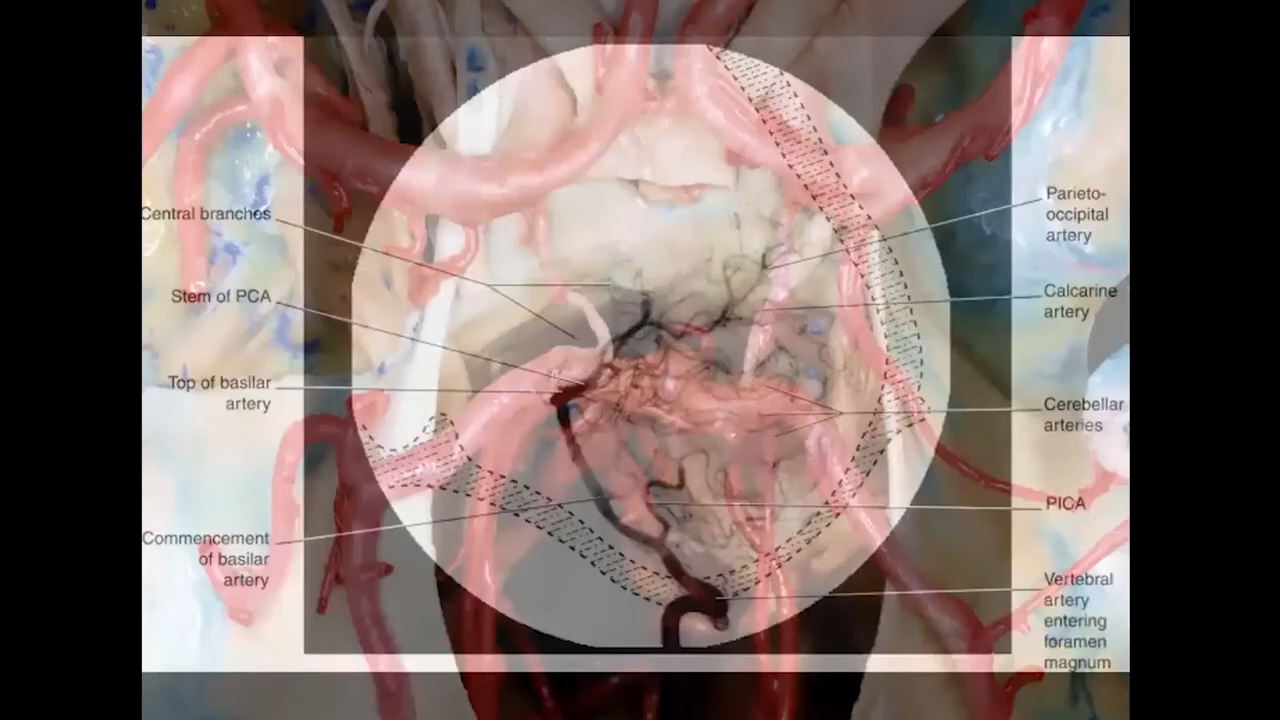 Central branches
Stem of PCA
Top of basilar
artery
Commencement
of basilar
artery
Parieto-
occipital
artery
Calcarine
artery
Cerebellar
arteries
PICA
Vertebral
artery
entering
foramen
magnum